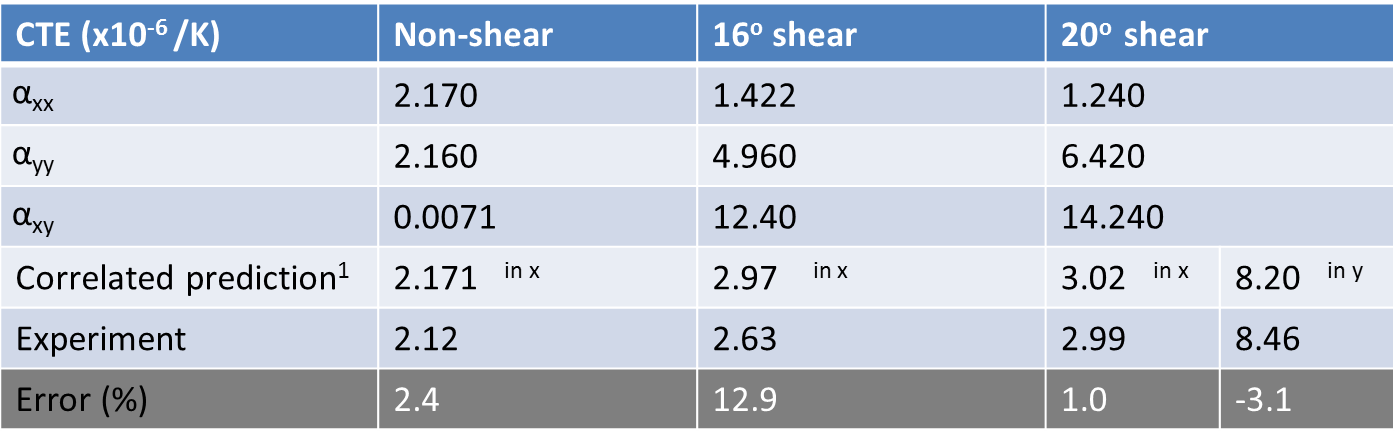 CTE (x10⁻⁶ /K) Non-shear 16° shear 20° shear
αxx 2.170 1.422 1.240
αyy 2.160 4.960 6.420
αxy 0.0071 12.40 14.240
Correlated prediction¹ 2.171 in x 2.97 in x 3.02 in x 8.20 in y
Experiment 2.12 2.63 2.99 8.46
Error (%) 2.4 12.9 1.0 -3.1